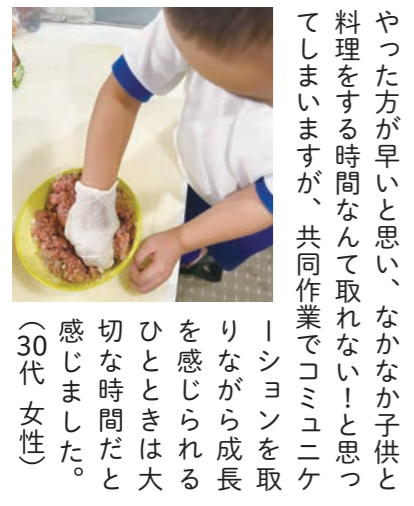 やった方が早いと思い、なかなか子供と
料理をする時間なんて取れない！と思っ
てしまいますが、共同作業でコミュニケ
ーションを取
りながら成長
を感じられる
ひとときは大
切な時間だと
感じました。
（30代 女性）